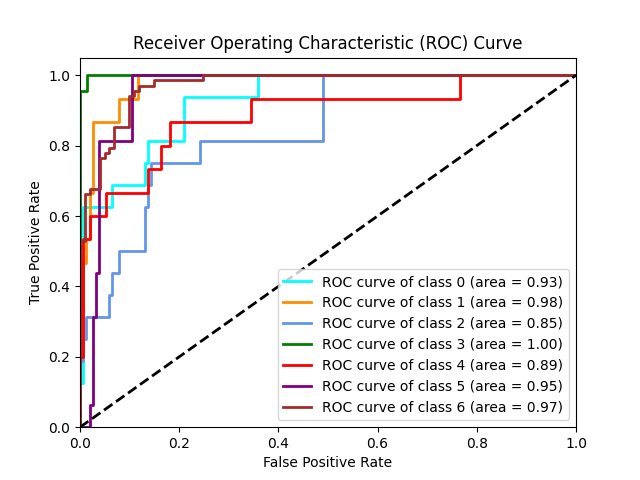 Receiver Operating Characteristic (ROC) Curve
True Positive Rate
1.0
0.8
0.6
0.4
0.2
0.0
ROC curve of class 0 (area = 0.93)
ROC curve of class 1 (area = 0.98)
ROC curve of class 2 (area = 0.85)
ROC curve of class 3 (area = 1.00)
ROC curve of class 4 (area = 0.89)
ROC curve of class 5 (area = 0.95)
ROC curve of class 6 (area = 0.97)
0.0 0.2 0.4 0.6 0.8 1.0
False Positive Rate